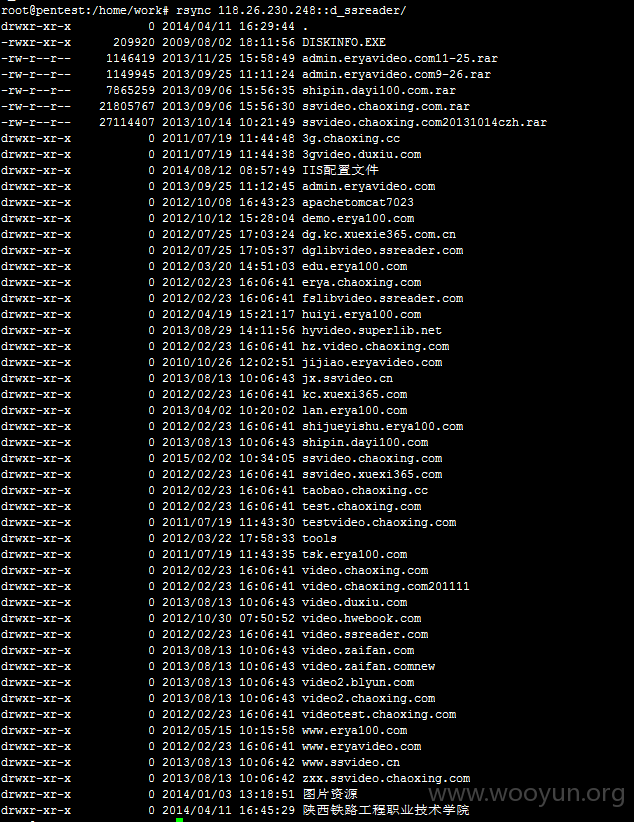 root@pentest:/home/work# rsync 118.26.230.248::d_ssreader/
drwxr-xr-x 0 2014/04/11 16:29:44 .
-rwxr-xr-x 209920 2009/08/02 18:11:56 DISKINFO.EXE
-rw-r--r-- 1146419 2013/11/25 15:58:49 admin.eryavideo.com11-25.rar
-rw-r--r-- 1149945 2013/09/25 11:11:24 admin.eryavideo.com9-26.rar
-rw-r--r-- 7865259 2013/09/06 15:56:35 shipin.dayi100.com.rar
-rw-r--r-- 21805767 2013/09/06 15:56:30 ssvideo.chaoxing.com.rar
-rw-r--r-- 27114407 2013/10/14 10:21:49 ssvideo.chaoxing.com20131014czh.rar
drwxr-xr-x 0 2011/07/19 11:44:48 3g.chaoxing.cc
drwxr-xr-x 0 2011/07/19 11:44:38 3gvideo.duxiu.com
drwxr-xr-x 0 2014/08/12 08:57:49 IIS配置文件
drwxr-xr-x 0 2013/09/25 11:12:45 admin.eryavideo.com
drwxr-xr-x 0 2012/10/08 16:43:23 apachetomcat7023
drwxr-xr-x 0 2012/10/12 15:28:04 demo.erya100.com
drwxr-xr-x 0 2012/07/25 17:03:24 dg.kc.xuexie365.com.cn
drwxr-xr-x 0 2012/07/25 17:05:37 dglibvideo.ssreader.com
drwxr-xr-x 0 2012/03/20 14:51:03 edu.erya100.com
drwxr-xr-x 0 2012/02/23 16:06:41 erya.chaoxing.com
drwxr-xr-x 0 2012/02/23 16:06:41 fslibvideo.ssreader.com
drwxr-xr-x 0 2012/04/19 15:21:17 huiyi.erya100.com
drwxr-xr-x 0 2013/08/29 14:11:56 hyvideo.superlib.net
drwxr-xr-x 0 2012/02/23 16:06:41 hz.video.chaoxing.com
drwxr-xr-x 0 2010/10/26 12:02:51 jijiao.eryavideo.com
drwxr-xr-x 0 2013/08/13 10:06:43 jx.ssvideo.cn
drwxr-xr-x 0 2012/02/23 16:06:41 kc.xuexi365.com
drwxr-xr-x 0 2013/04/02 10:20:02 lan.erya100.com
drwxr-xr-x 0 2012/02/23 16:06:41 shijueyishu.erya100.com
drwxr-xr-x 0 2013/08/13 10:06:43 shipin.dayi100.com
drwxr-xr-x 0 2015/02/02 10:34:05 ssvideo.chaoxing.com
drwxr-xr-x 0 2012/02/23 16:06:41 ssvideo.xuexi365.com
drwxr-xr-x 0 2012/02/23 16:06:41 taobao.chaoxing.cc
drwxr-xr-x 0 2012/02/23 16:06:41 test.chaoxing.com
drwxr-xr-x 0 2011/07/19 11:43:30 testvideo.chaoxing.com
drwxr-xr-x 0 2012/03/22 17:58:33 tools
drwxr-xr-x 0 2011/07/19 11:43:35 tsk.erya100.com
drwxr-xr-x 0 2012/02/23 16:06:41 video.chaoxing.com
drwxr-xr-x 0 2012/02/23 16:06:41 video.chaoxing.com201111
drwxr-xr-x 0 2013/08/13 10:06:43 video.duxiu.com
drwxr-xr-x 0 2012/10/30 07:50:52 video.hwebook.com
drwxr-xr-x 0 2012/02/23 16:06:41 video.ssreader.com
drwxr-xr-x 0 2013/08/13 10:06:43 video.zaifan.com
drwxr-xr-x 0 2013/08/13 10:06:43 video.zaifan.comnew
drwxr-xr-x 0 2013/08/13 10:06:43 video2.blyun.com
drwxr-xr-x 0 2013/08/13 10:06:43 video2.chaoxing.com
drwxr-xr-x 0 2012/02/23 16:06:41 videotest.chaoxing.com
drwxr-xr-x 0 2012/05/15 10:15:58 www.erya100.com
drwxr-xr-x 0 2012/02/23 16:06:41 www.eryavideo.com
drwxr-xr-x 0 2013/08/13 10:06:42 www.ssvideo.cn
drwxr-xr-x 0 2013/08/13 10:06:42 zxx.ssvideo.chaoxing.com
drwxr-xr-x 0 2014/01/03 13:18:51 图片资源
drwxr-xr-x 0 2014/04/11 16:45:29 陕西铁路工程职业技术学院
www.wooyun.org